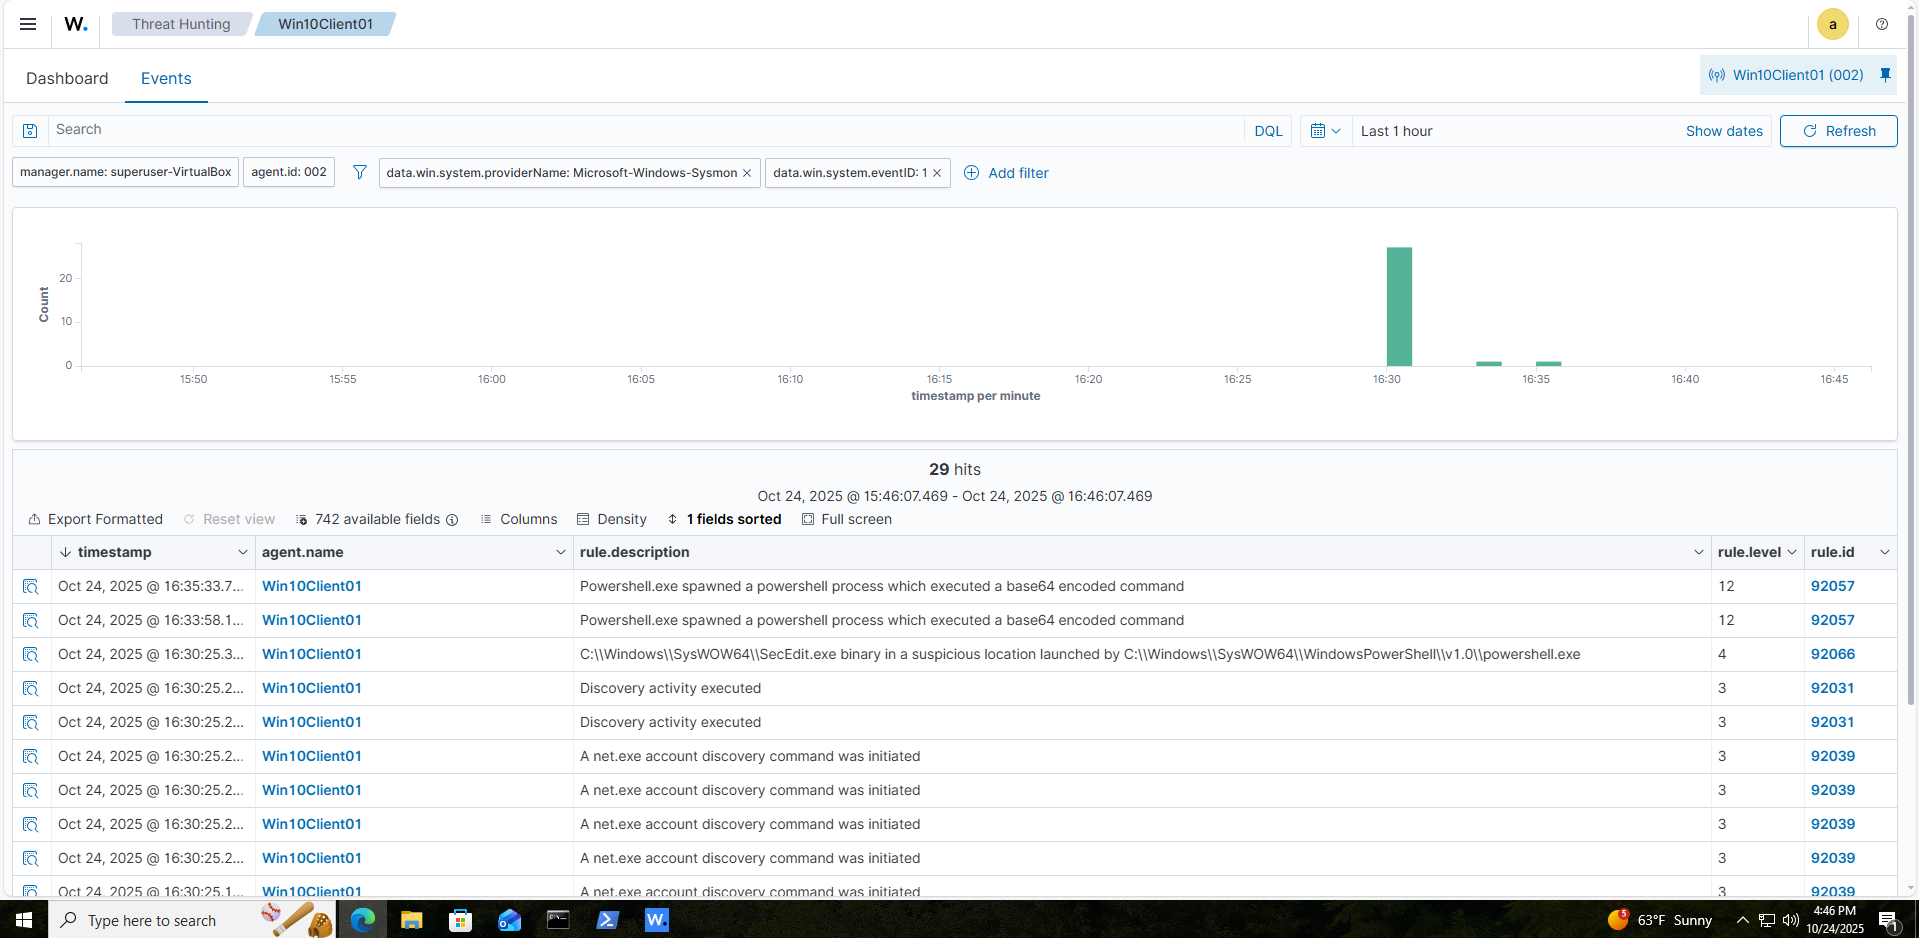 W.
Threat Hunting
Win10Client01
a
Dashboard
Events
Win10Client01 (002)
Search
DQL
Last 1 hour
Show dates
Refresh
manager.name: superuser-VirtualBox
agent.id: 002
data.win.system.providerName: Microsoft-Windows-Sysmon
data.win.system.eventID: 1
Add filter
Count
20
10
0
15:50 15:55 16:00 16:05 16:10 16:15 16:20 16:25 16:30 16:35 16:40 16:45
timestamp per minute
29 hits
Oct 24, 2025 @ 15:46:07.469 - Oct 24, 2025 @ 16:46:07.469
Export Formatted Reset view 742 available fields Columns Density 1 fields sorted Full screen
timestamp agent.name rule.description rule.level rule.id
Oct 24, 2025 @ 16:35:33.7... Win10Client01 Powershell.exe spawned a powershell process which executed a base64 encoded command 12 92057
Oct 24, 2025 @ 16:33:58.1... Win10Client01 Powershell.exe spawned a powershell process which executed a base64 encoded command 12 92057
Oct 24, 2025 @ 16:30:25.3... Win10Client01 C:\\Windows\\SysWOW64\\SecEdit.exe binary in a suspicious location launched by C:\\Windows\\SysWOW64\\WindowsPowerShell\\v1.0\\powershell.exe 4 92066
Oct 24, 2025 @ 16:30:25.2... Win10Client01 Discovery activity executed 3 92031
Oct 24, 2025 @ 16:30:25.2... Win10Client01 Discovery activity executed 3 92031
Oct 24, 2025 @ 16:30:25.2... Win10Client01 A net.exe account discovery command was initiated 3 92039
Oct 24, 2025 @ 16:30:25.2... Win10Client01 A net.exe account discovery command was initiated 3 92039
Oct 24, 2025 @ 16:30:25.2... Win10Client01 A net.exe account discovery command was initiated 3 92039
Oct 24, 2025 @ 16:30:25.2... Win10Client01 A net.exe account discovery command was initiated 3 92039
Oct 24, 2025 @ 16:30:25.1... Win10Client01 A net.exe account discovery command was initiated 3 92039
Type here to search
W.
5
63°F Sunny
4:46 PM
10/24/2025
1